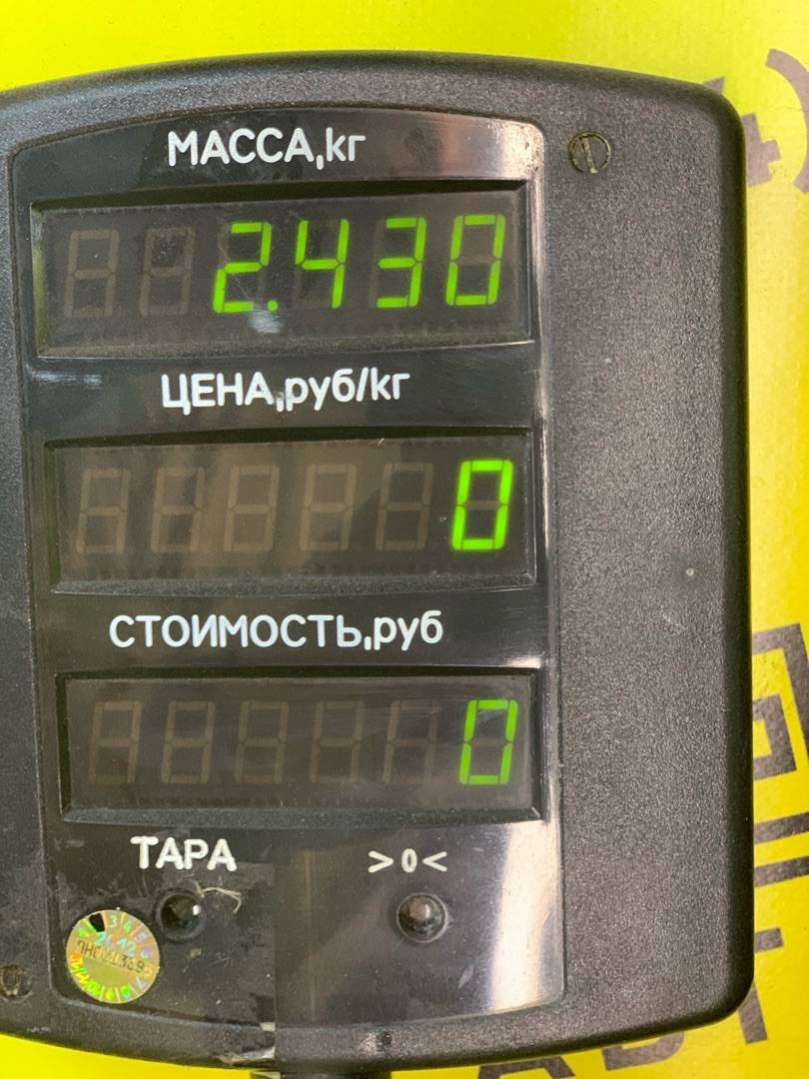 МАССА,кг
2.430
ЦЕНА,руб/кг
0
СТОИМОСТЬ,руб
0
ТАРА >0<